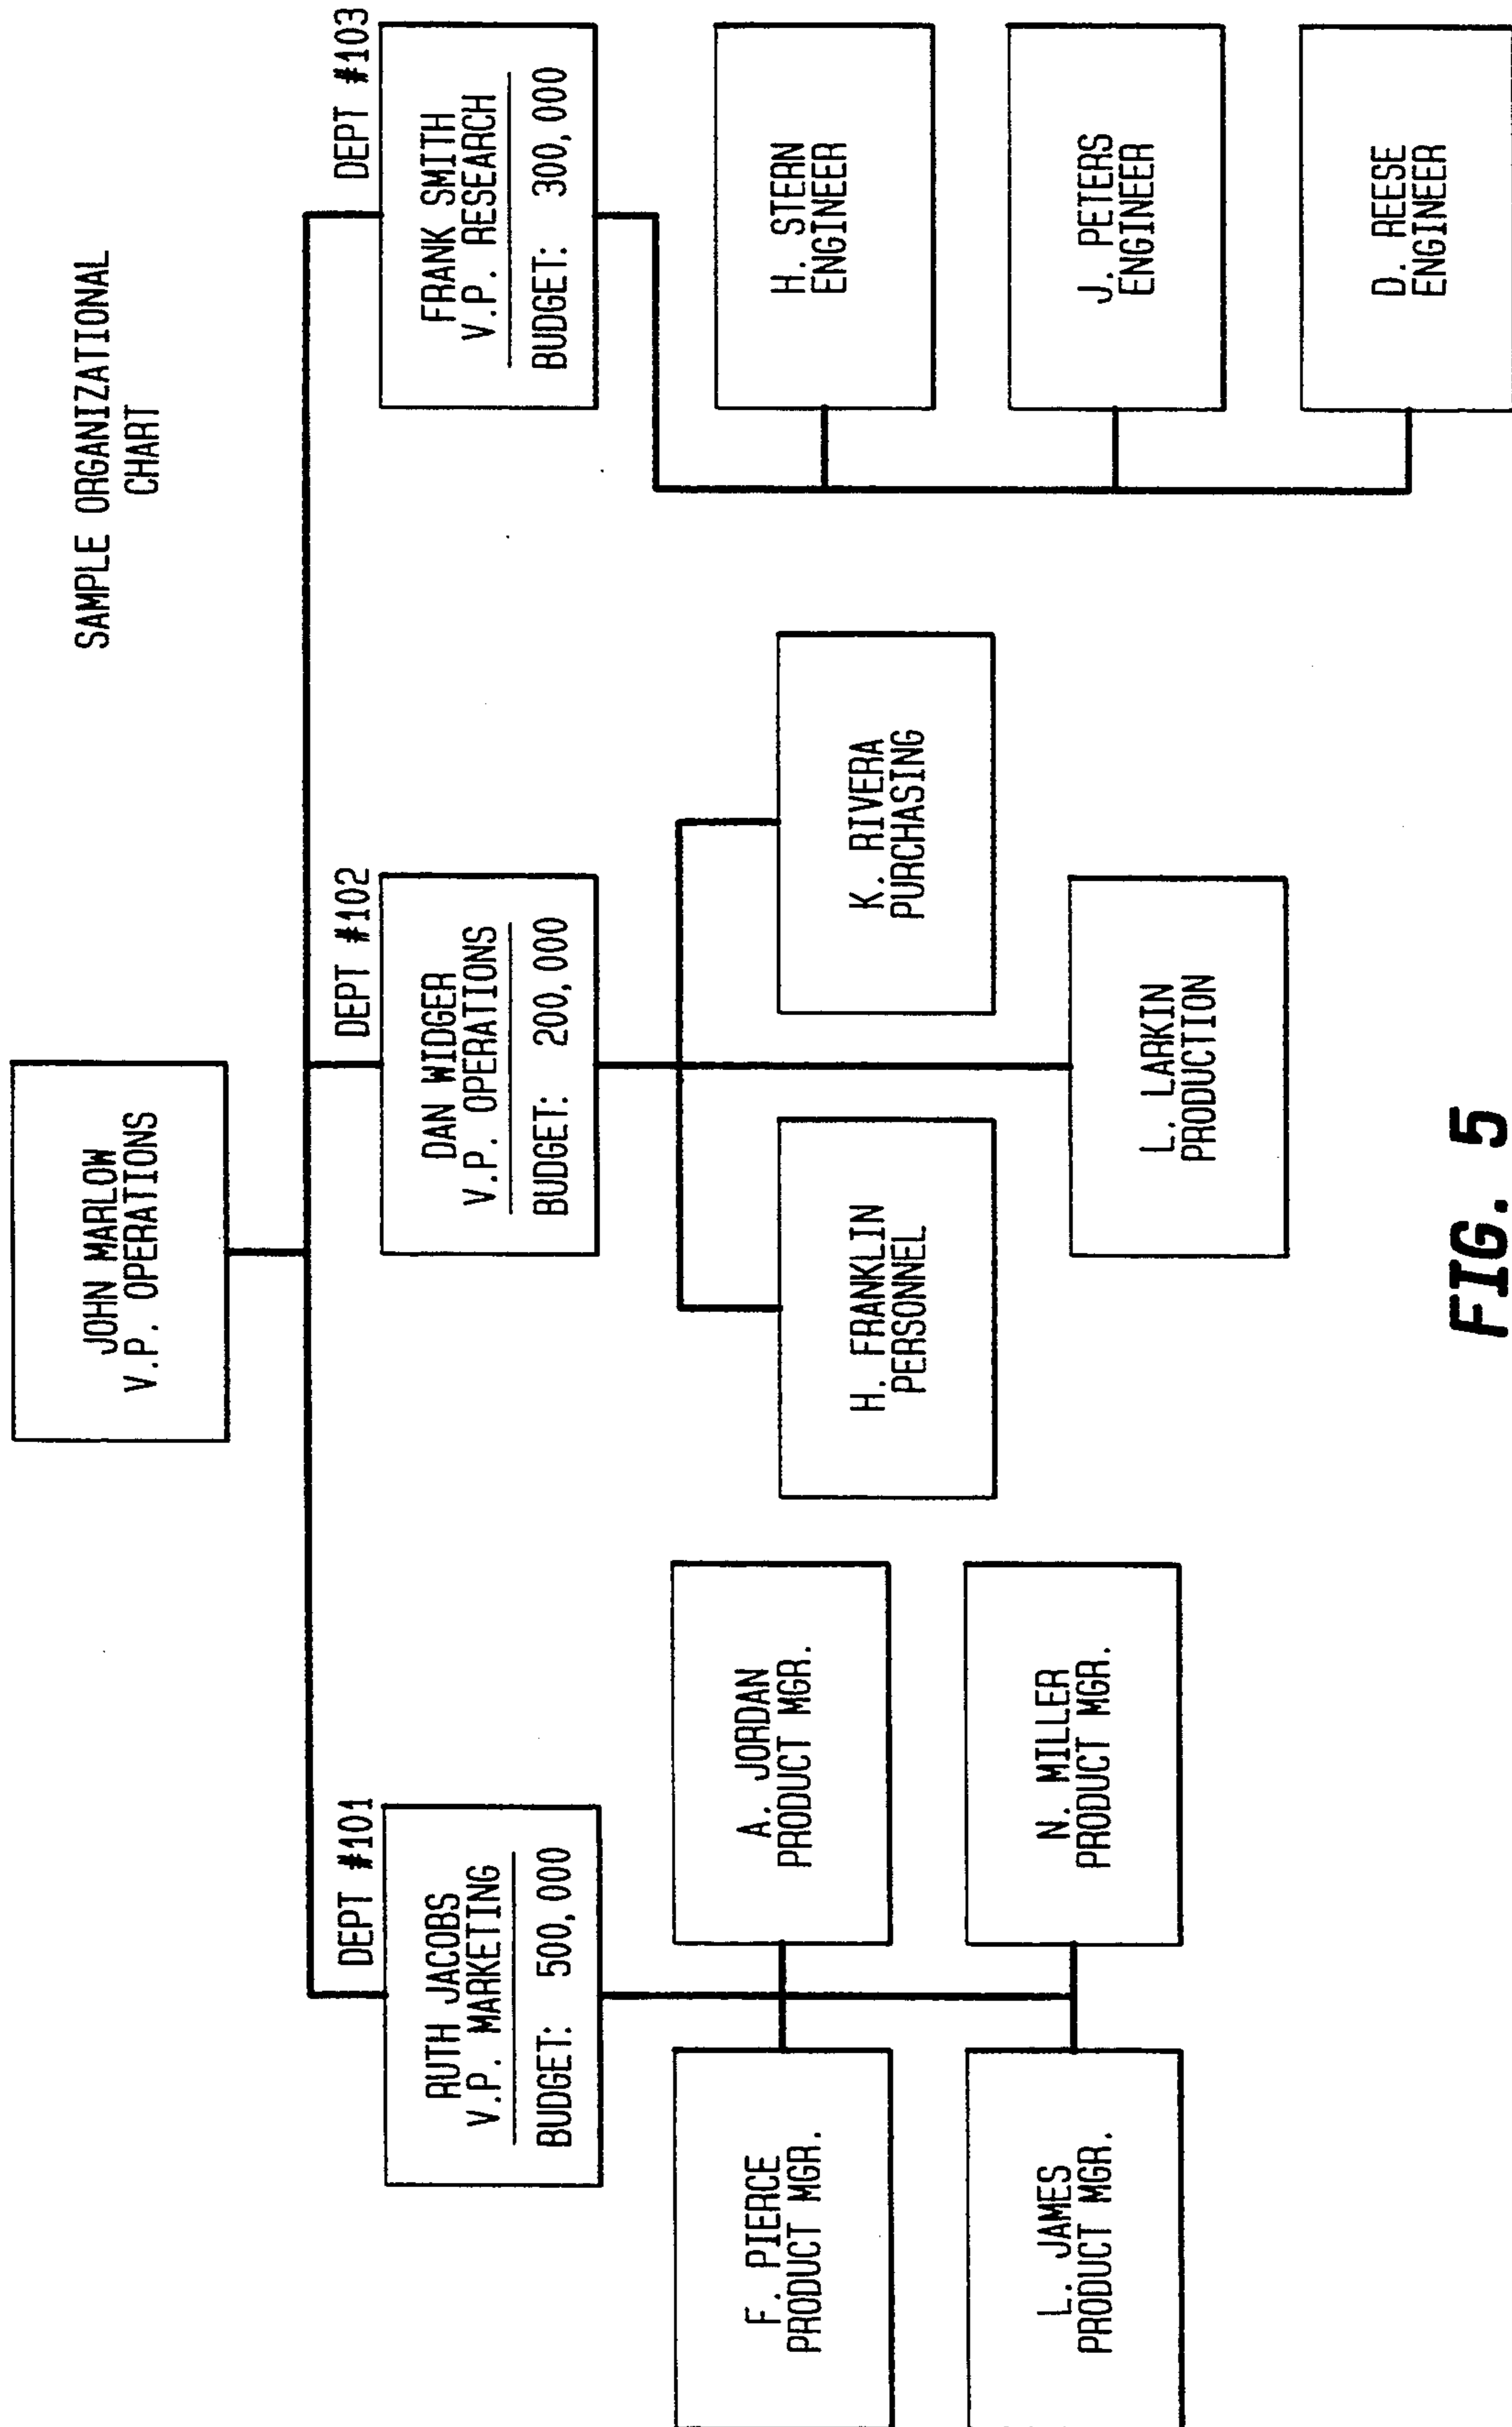 SAMPLE ORGANIZATIONAL
CHART
JOHN MARLOW
V.P. OPERATIONS
DEPT #101
RUTH JACOBS
V.P. MARKETING
BUDGET: 500,000
DEPT #102
DAN WIDGER
V.P. OPERATIONS
BUDGET: 200,000
DEPT #103
FRANK SMITH
V.P. RESEARCH
BUDGET: 300,000
F. PIERCE
PRODUCT MGR.
A. JORDAN
PRODUCT MGR.
L. JAMES
PRODUCT MGR.
N. MILLER
PRODUCT MGR.
H. FRANKLIN
PERSONNEL
K. RIVERA
PURCHASING
L. LARKIN
PRODUCTION
H. STERN
ENGINEER
J. PETERS
ENGINEER
D. REESE
ENGINEER
FIG. 5